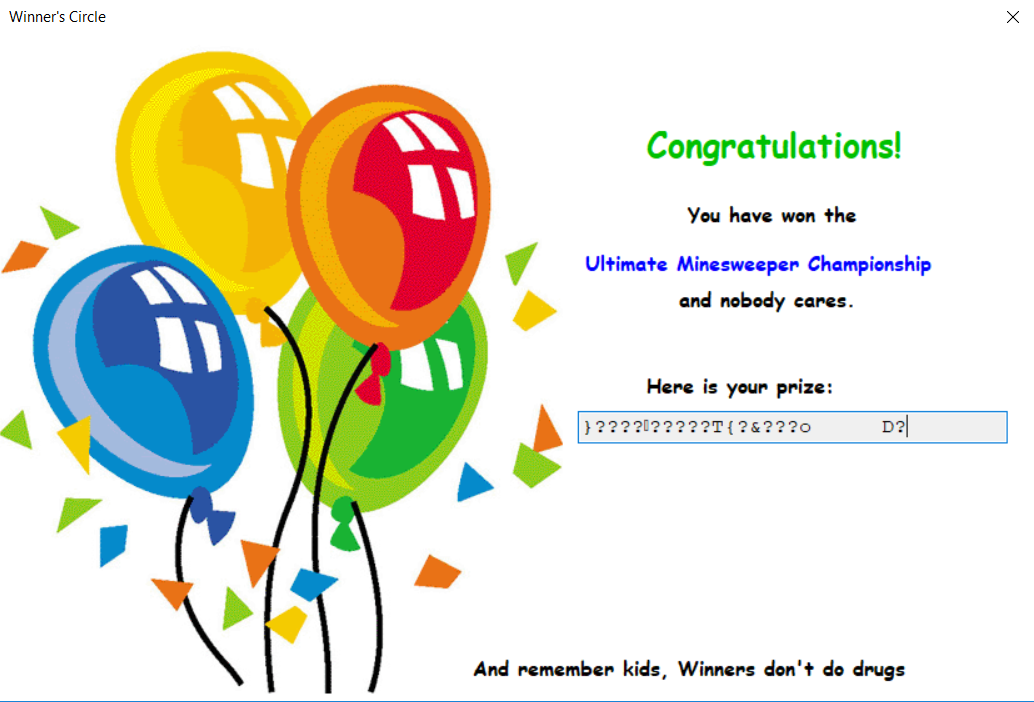 Winner's Circle
Congratulations!
You have won the
Ultimate Minesweeper Championship
and nobody cares.
Here is your prize:
}????▯?????T{?&???o D?
And remember kids, Winners don't do drugs